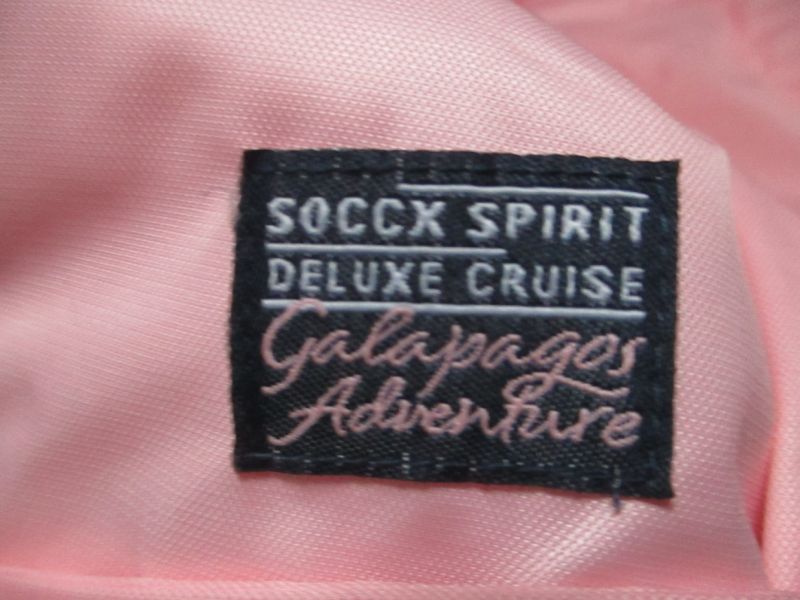 SOCCX SPIRIT
DELUXE CRUISE
Galapagos
Adventure